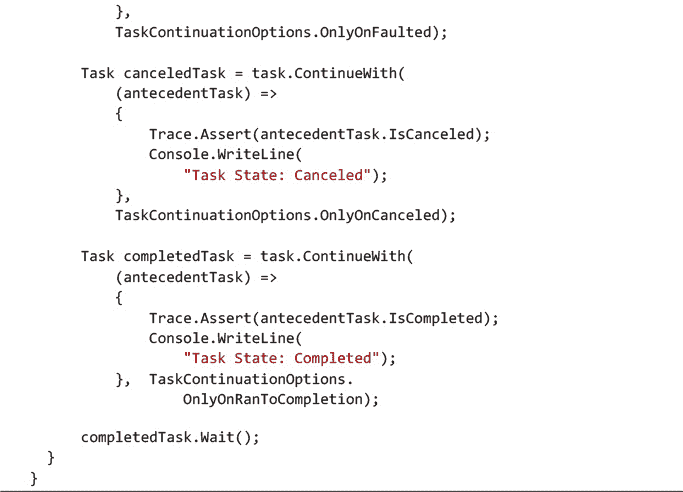 },
TaskContinuationOptions.OnlyOnFaulted);
Task canceledTask = task.ContinueWith(
(antecedentTask) =>
{
Trace.Assert(antecedentTask.IsCanceled);
Console.WriteLine(
"Task State: Canceled");
},
TaskContinuationOptions.OnlyOnCanceled);
Task completedTask = task.ContinueWith(
(antecedentTask) =>
{
Trace.Assert(antecedentTask.IsCompleted);
Console.WriteLine(
"Task State: Completed");
}, TaskContinuationOptions.
OnlyOnRanToCompletion);
completedTask.Wait();
}
}